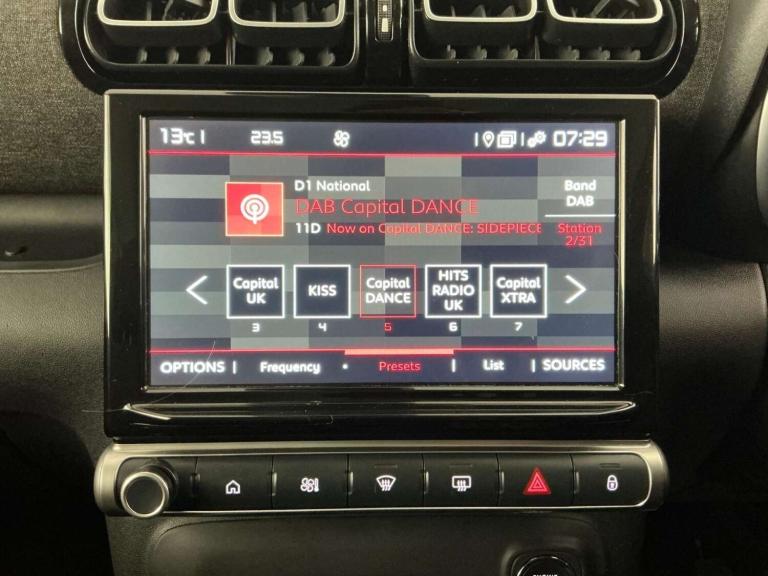 13°C | 23.5 07:29
D1 National
DAB Capital DANCE
11D Now on Capital DANCE: SIDEPIECE
Band
DAB
Station
2/31
Capital
UK
KISS
Capital
DANCE
HITS
RADIO
UK
Capital
XTRA
3 4 5 6 7
OPTIONS | Frequency • Presets | List | SOURCES